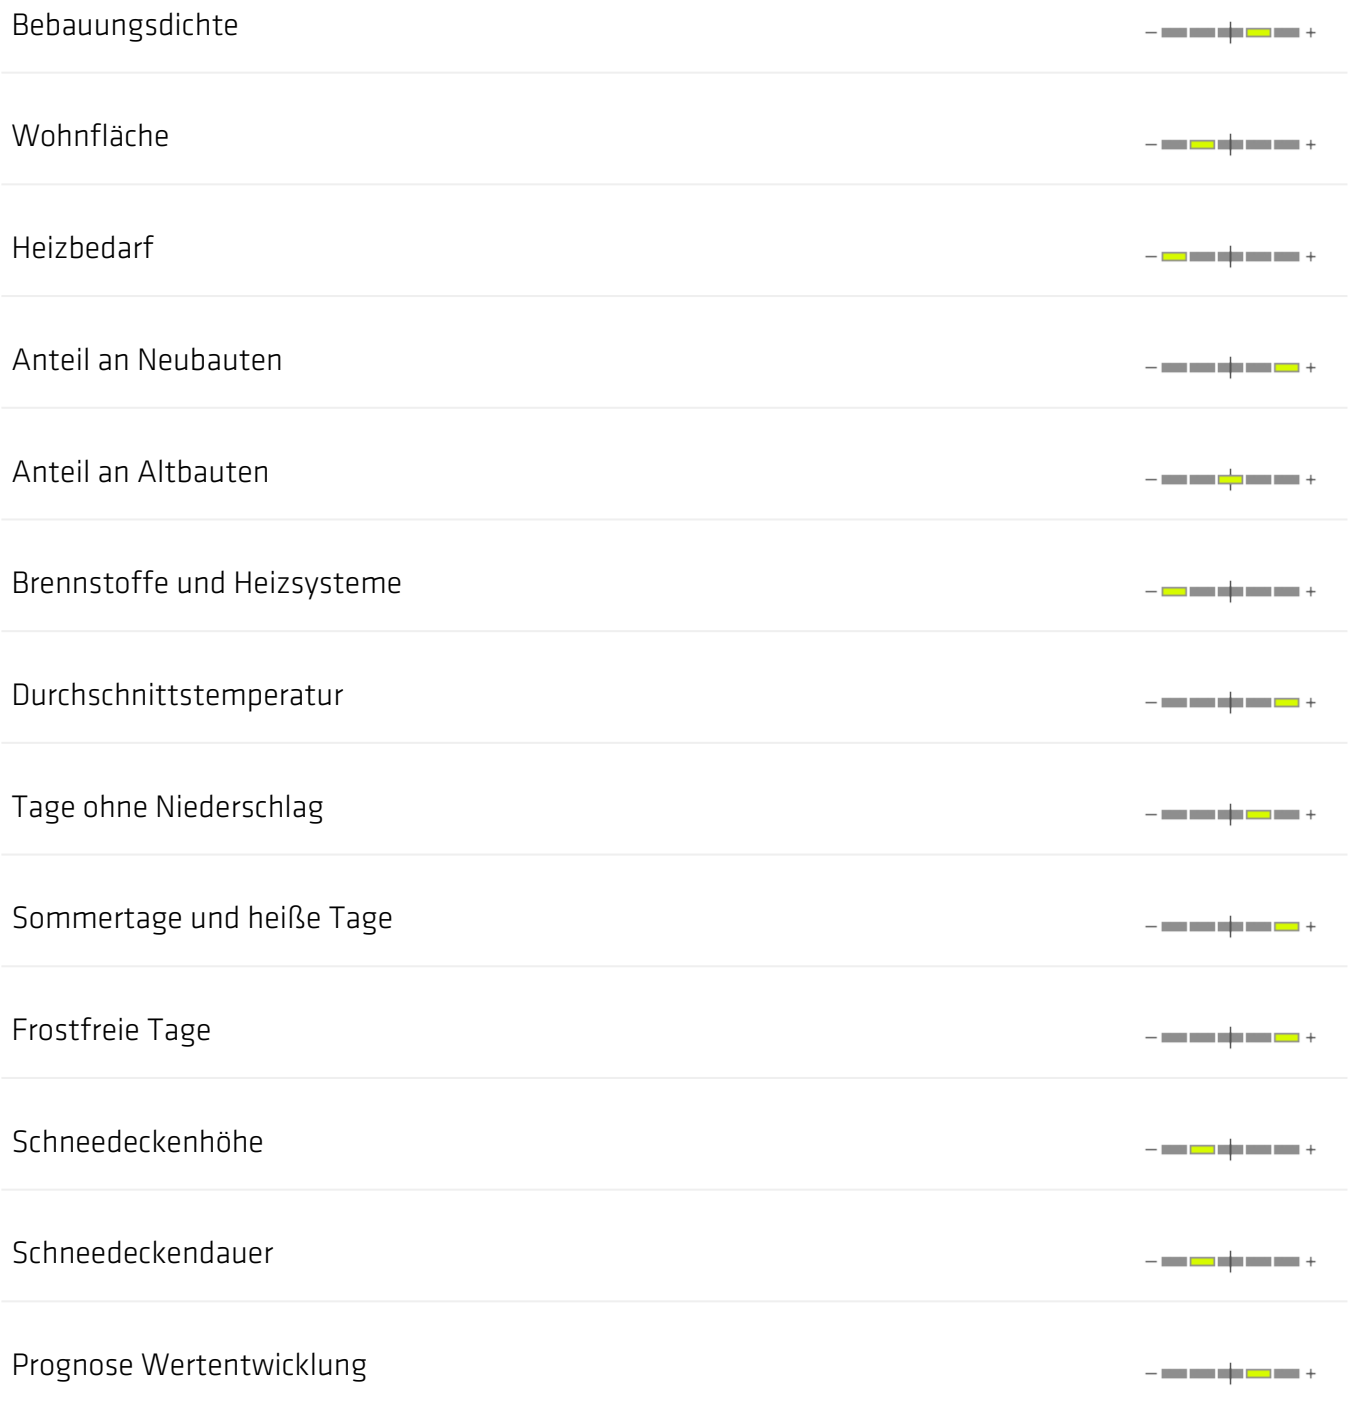 Bebauungsdichte − +
Wohnfläche − +
Heizbedarf − +
Anteil an Neubauten − +
Anteil an Altbauten − +
Brennstoffe und Heizsysteme − +
Durchschnittstemperatur − +
Tage ohne Niederschlag − +
Sommertage und heiße Tage − +
Frostfreie Tage − +
Schneedeckenhöhe − +
Schneedeckendauer − +
Prognose Wertentwicklung − +